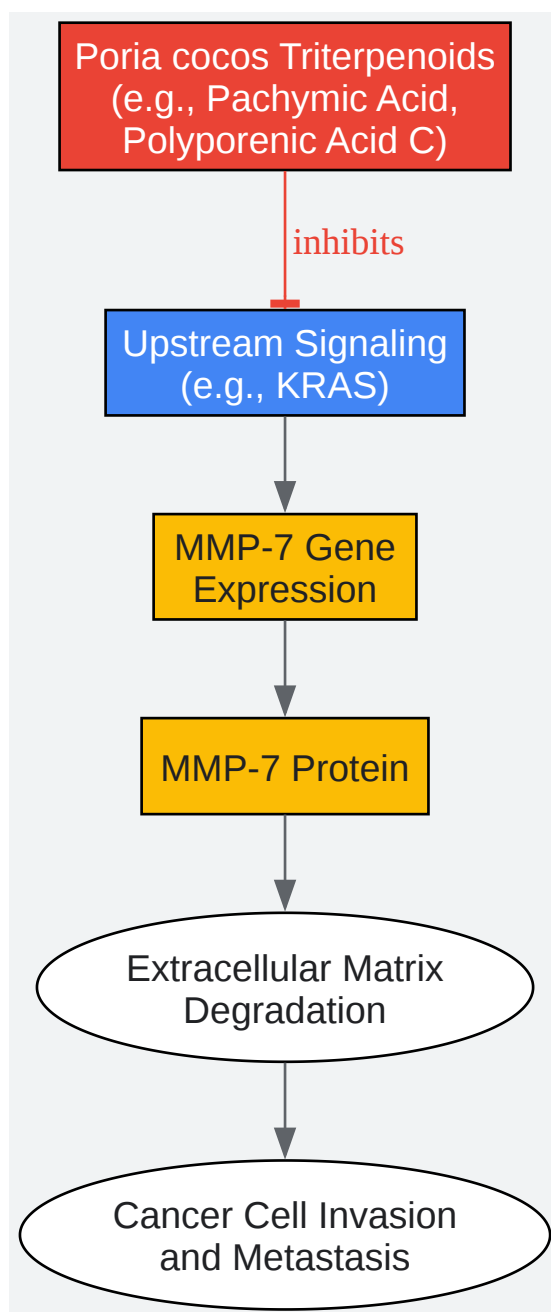 Poria cocos Triterpenoids
(e.g., Pachymic Acid,
Polyporenic Acid C)
inhibits
Upstream Signaling
(e.g., KRAS)
MMP-7 Gene
Expression
MMP-7 Protein
Extracellular Matrix
Degradation
Cancer Cell Invasion
and Metastasis